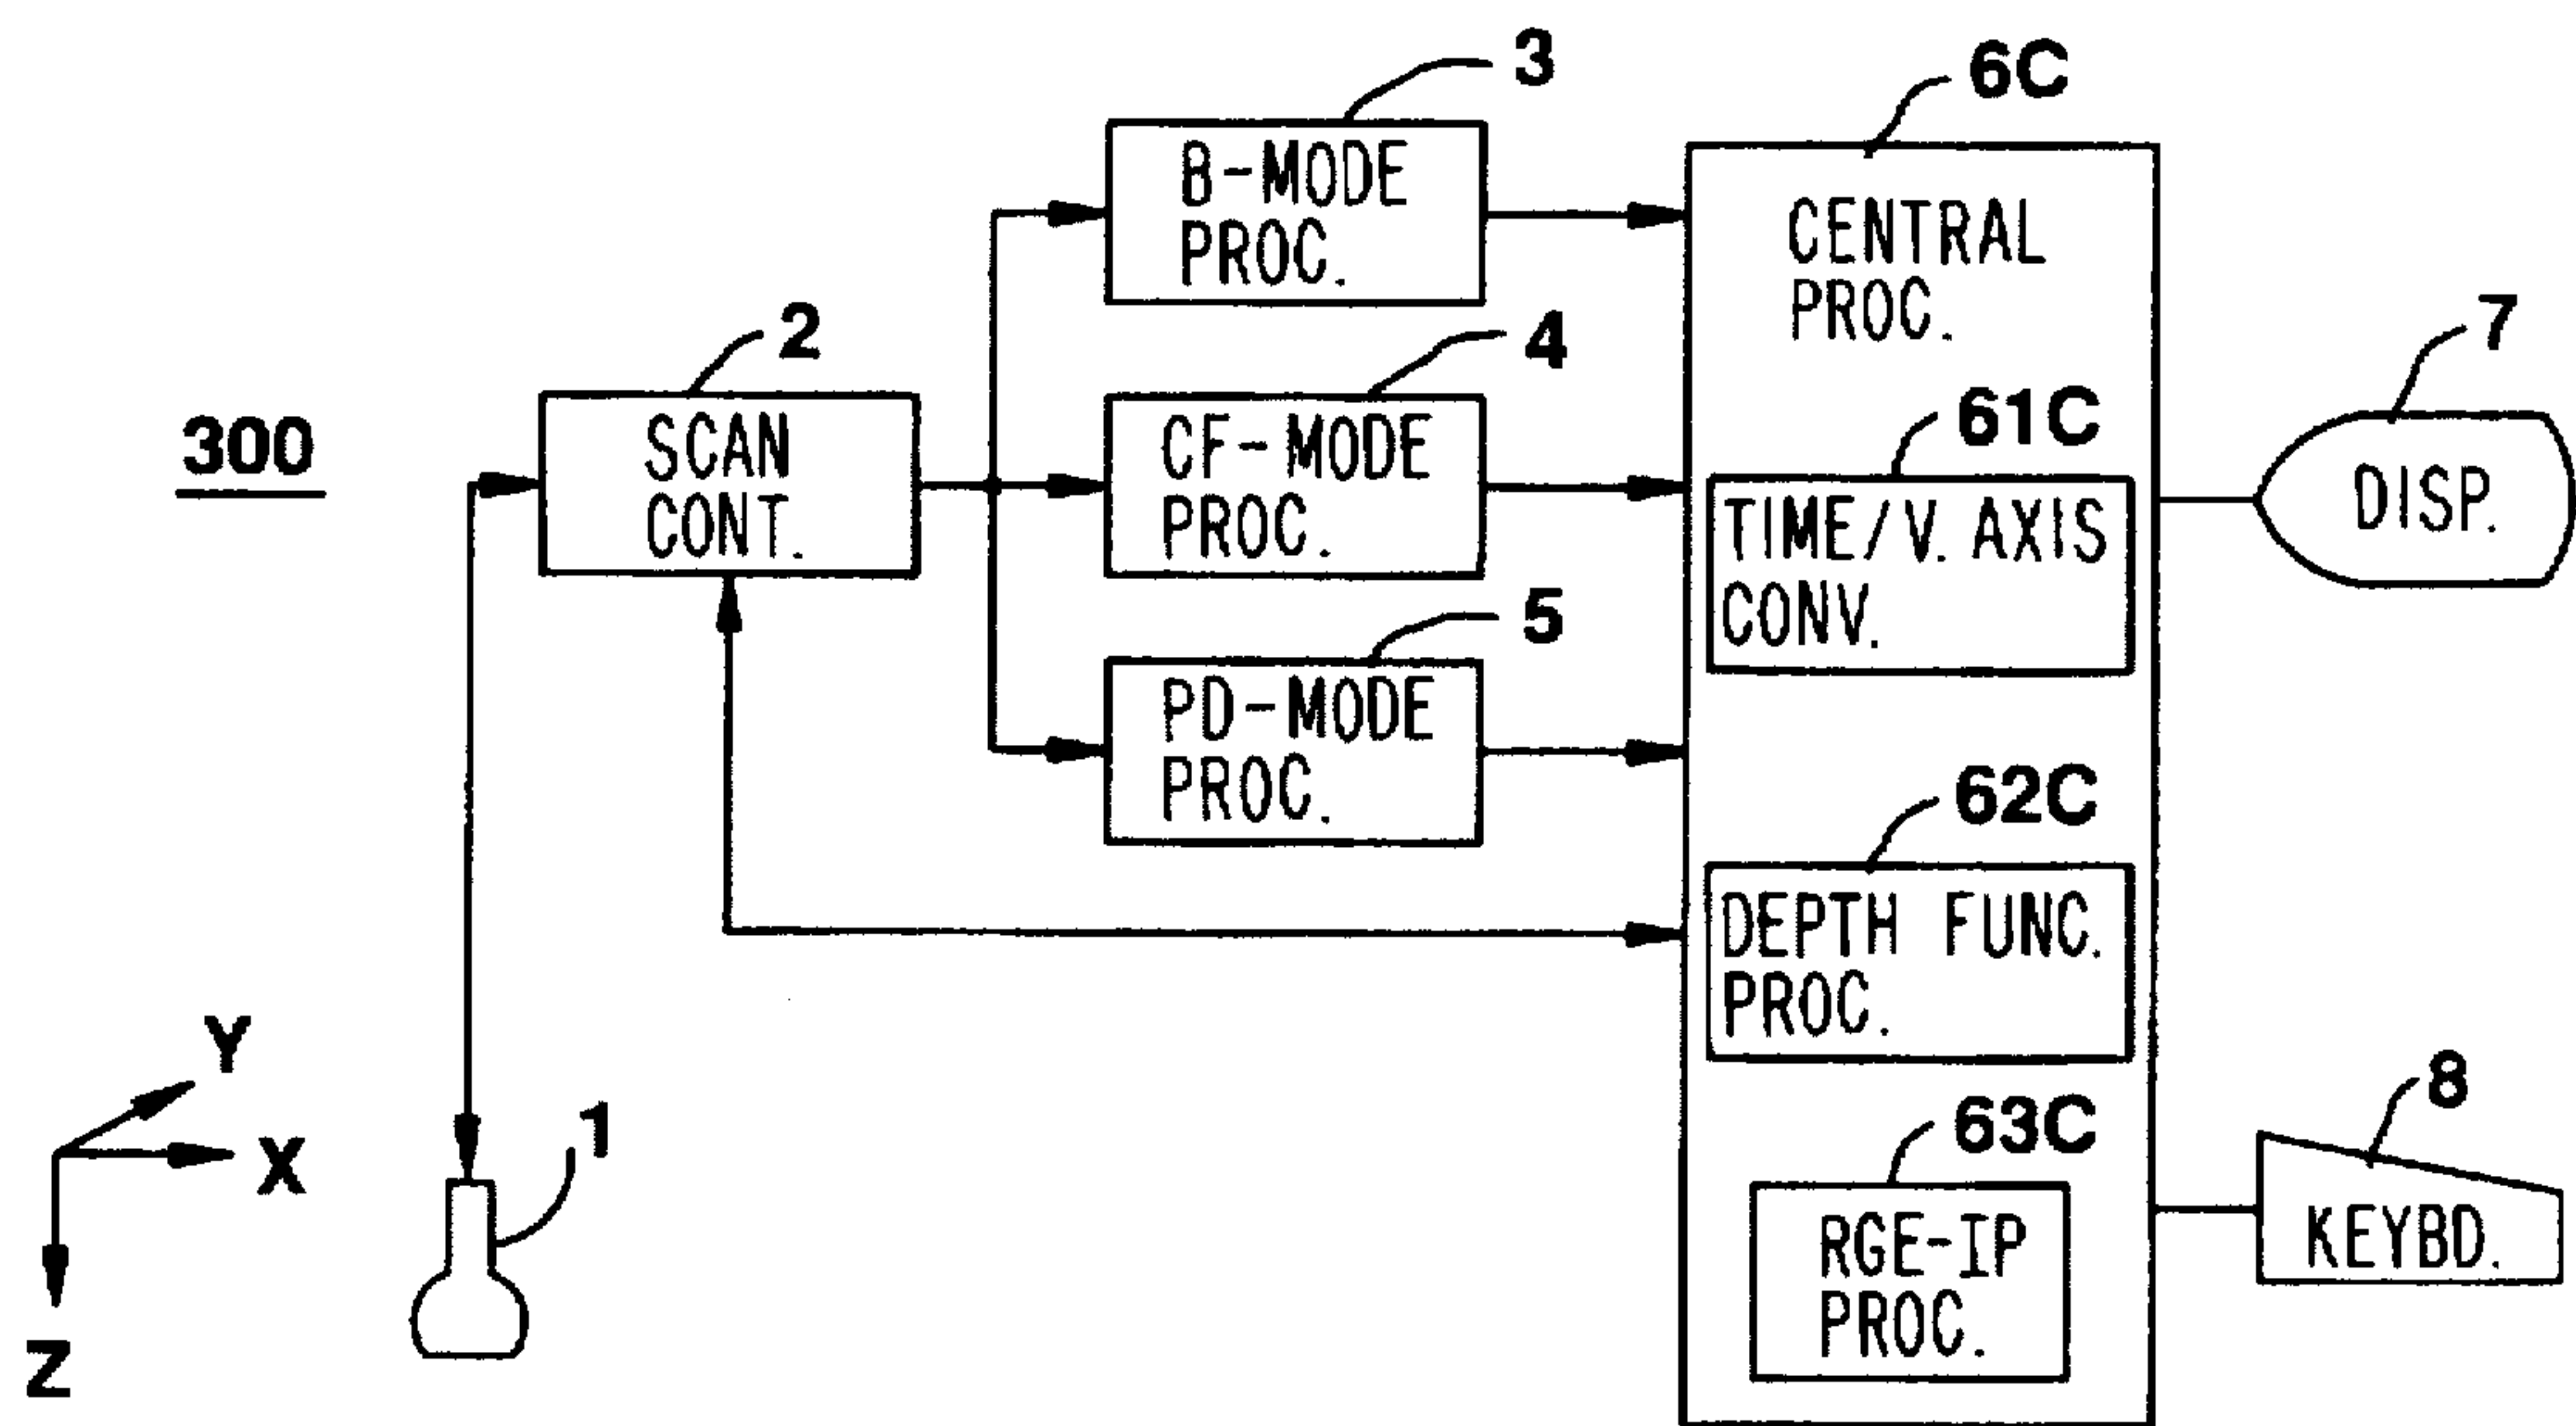 300
1
2
SCAN
CONT.
3
B-MODE
PROC.
4
CF-MODE
PROC.
5
PD-MODE
PROC.
6C
CENTRAL
PROC.
61C
TIME/V. AXIS
CONV.
62C
DEPTH FUNC.
PROC.
63C
RGE-IP
PROC.
7
DISP.
8
KEYBD.
Y
X
Z